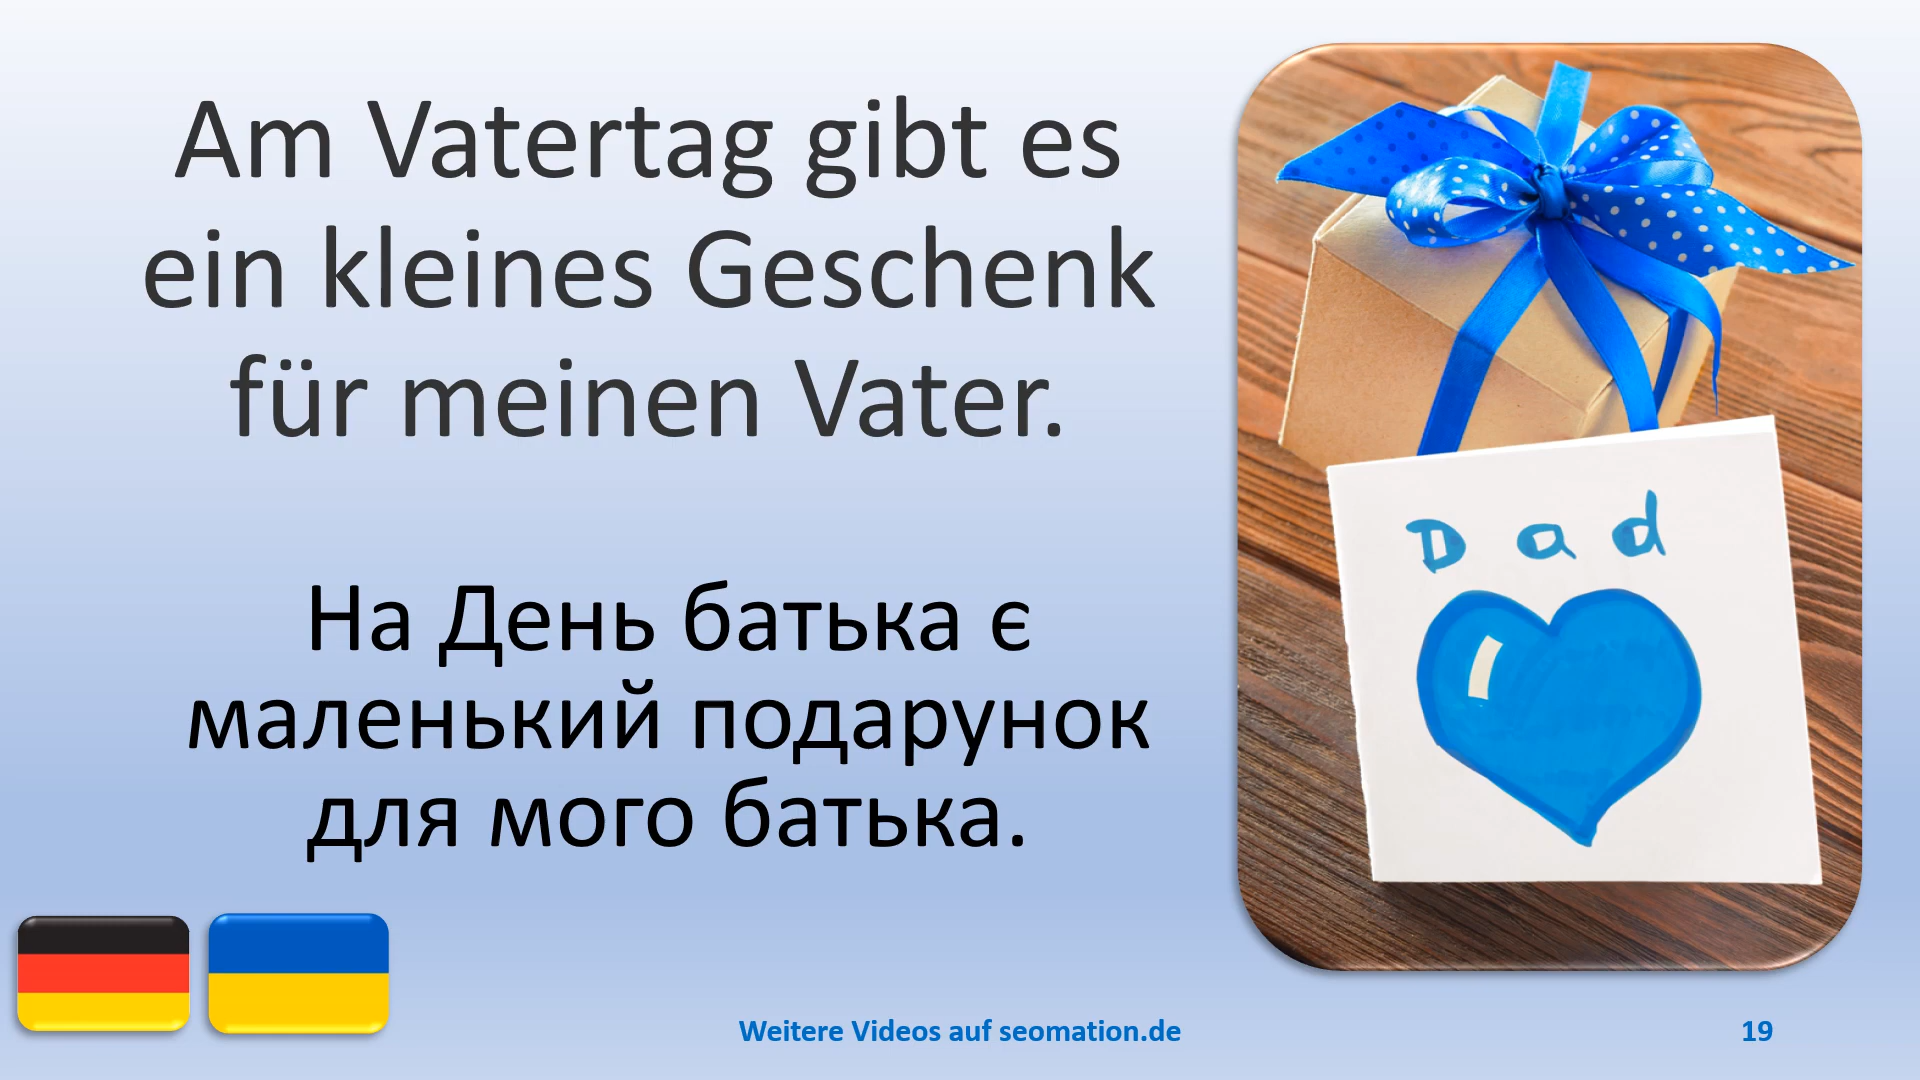 Am Vatertag gibt es
ein kleines Geschenk
für meinen Vater.
На День батька є
маленький подарунок
для мого батька.
Dad
Weitere Videos auf seomation.de
19